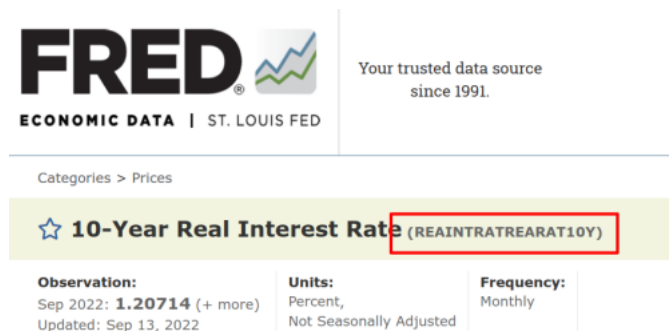 FRED®
Your trusted data source
since 1991.
ECONOMIC DATA | ST. LOUIS FED
Categories > Prices
10-Year Real Interest Rate (REAINTRATREARAT10Y)
Observation:
Sep 2022: 1.20714 (+ more)
Updated: Sep 13, 2022
Units:
Percent,
Not Seasonally Adjusted
Frequency:
Monthly